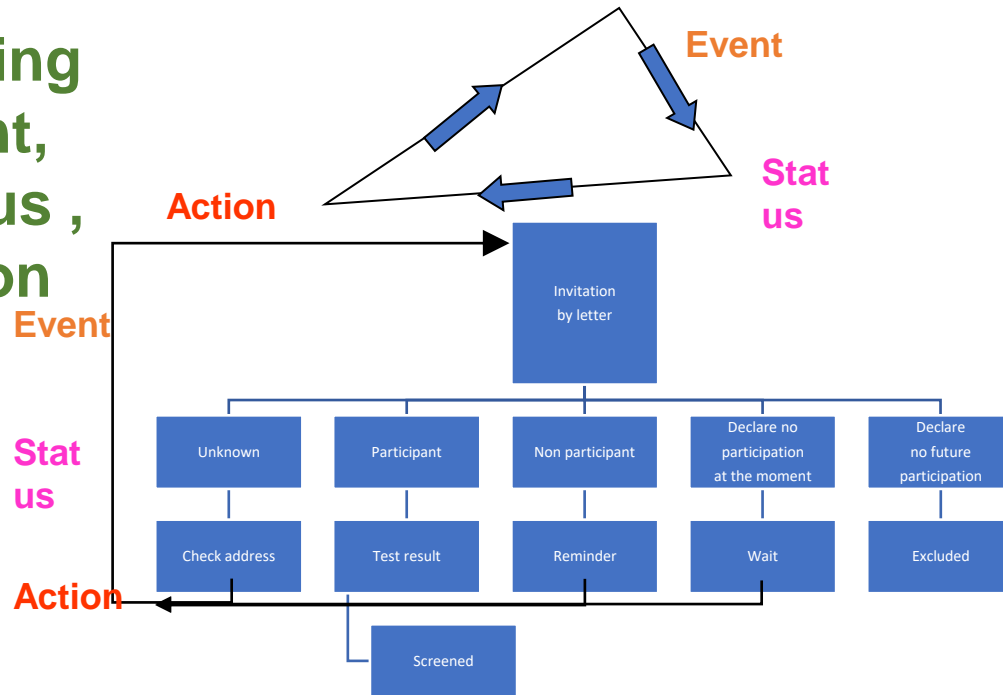 ing
nt,
us ,
on
Event
Stat
us
Action
Event
Stat
us
Action
Invitation
by letter
Unknown
Participant
Non participant
Declare no
participation
at the moment
Declare
no future
participation
Check address
Test result
Reminder
Wait
Excluded
Screened